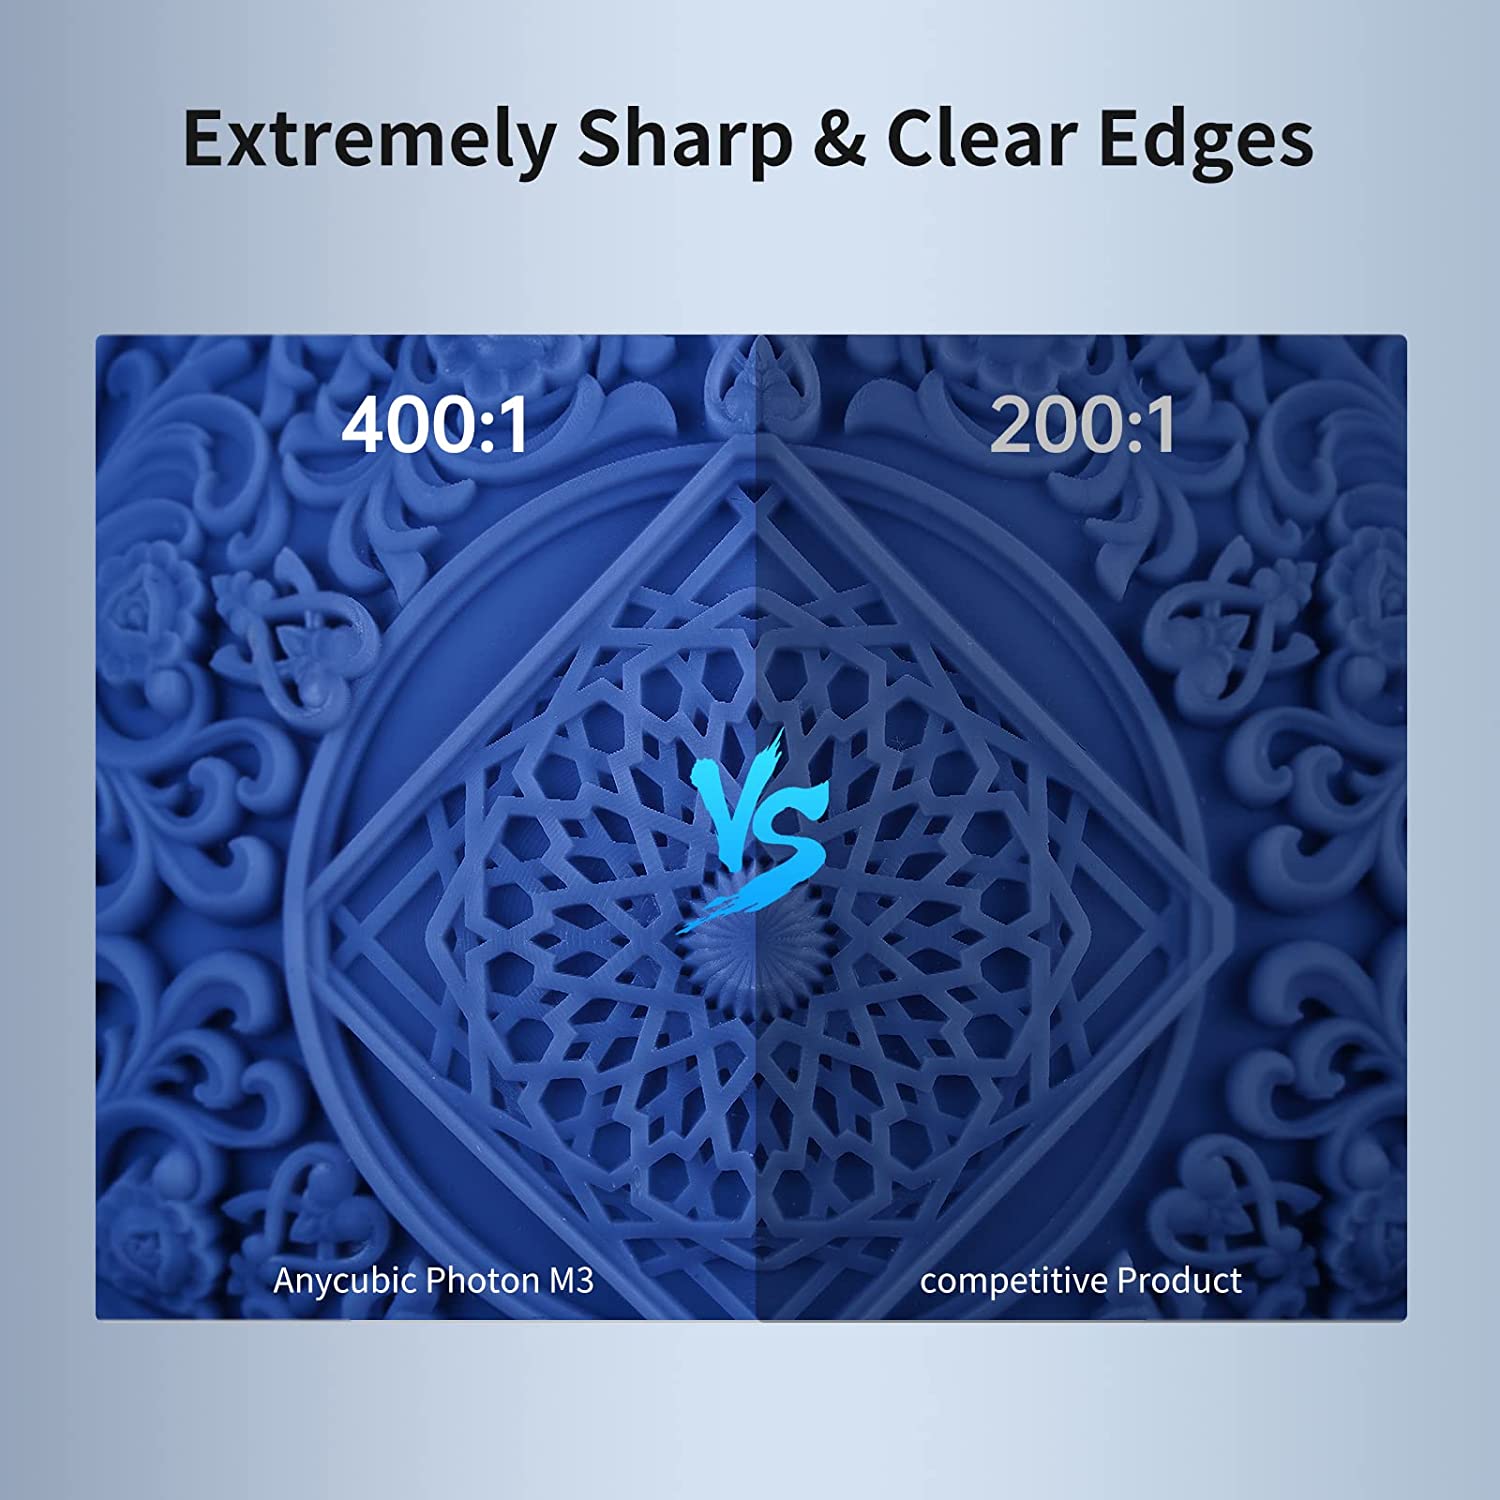 Extremely Sharp & Clear Edges
400:1
200:1
VS
Anycubic Photon M3
competitive Product